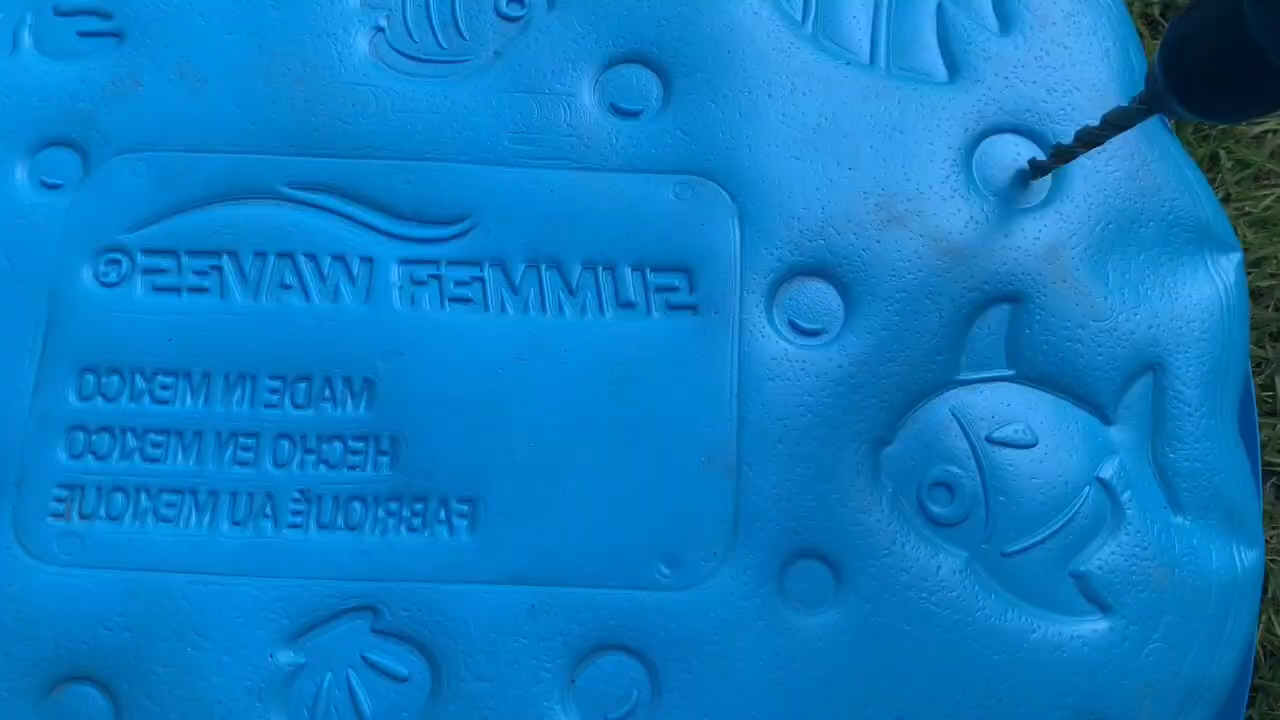 SUMMER WAVES©
MADE IN MEXICO
HECHO EN MEXICO
FABRIQUÉ AU MEXIQUE